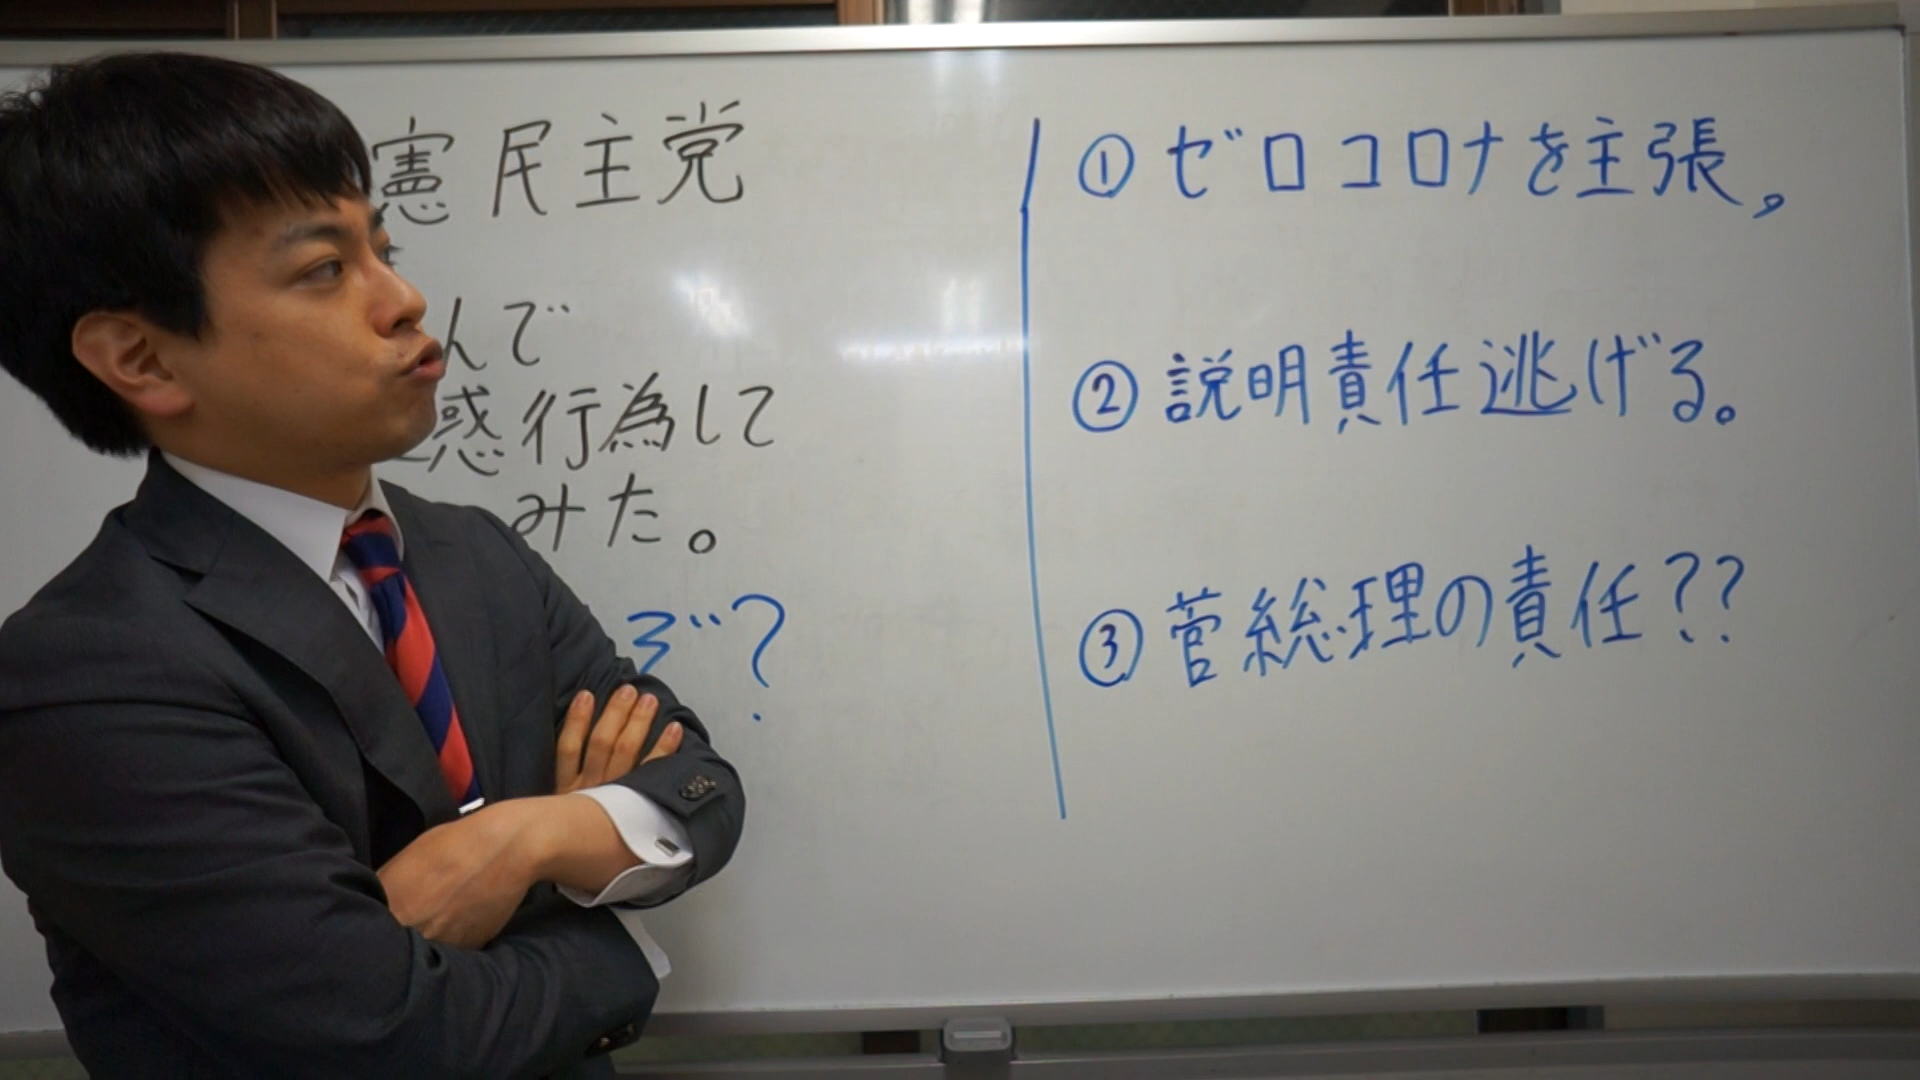 憲民主党
んで
惑行為して
みた。
ぞ?
①ゼロコロナを主張,
②説明責任逃げる。
③菅総理の責任??